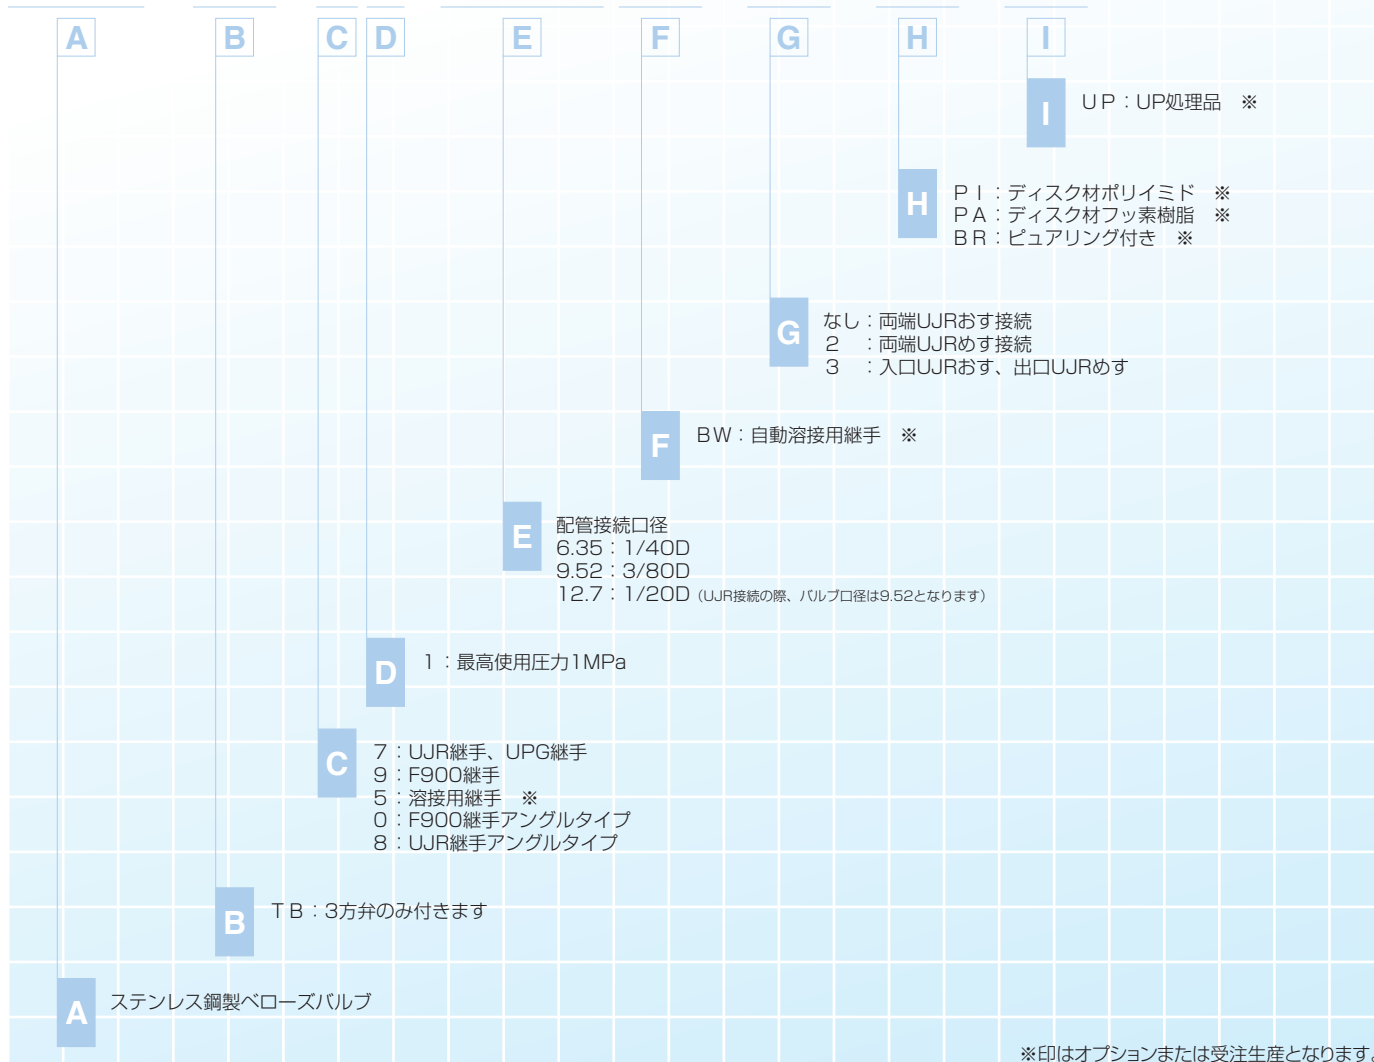 A B C D E F G H I
I
UP：UP処理品　※
H
PI：ディスク材ポリイミド　※
PA：ディスク材フッ素樹脂　※
BR：ピュアリング付き　※
G
なし：両端UJRおす接続
2　：両端UJRめす接続
3　：入口UJRおす、出口UJRめす
F
BW：自動溶接用継手　※
E
配管接続口径
6.35：1/4OD
9.52：3/8OD
12.7：1/2OD（UJR接続の際、バルブ口径は9.52となります）
D
1：最高使用圧力1MPa
C
7：UJR継手、UPG継手
9：F900継手
5：溶接用継手　※
0：F900継手アングルタイプ
8：UJR継手アングルタイプ
B
TB：3方弁のみ付きます
A
ステンレス鋼製ベローズバルブ
※印はオプションまたは受注生産となります。